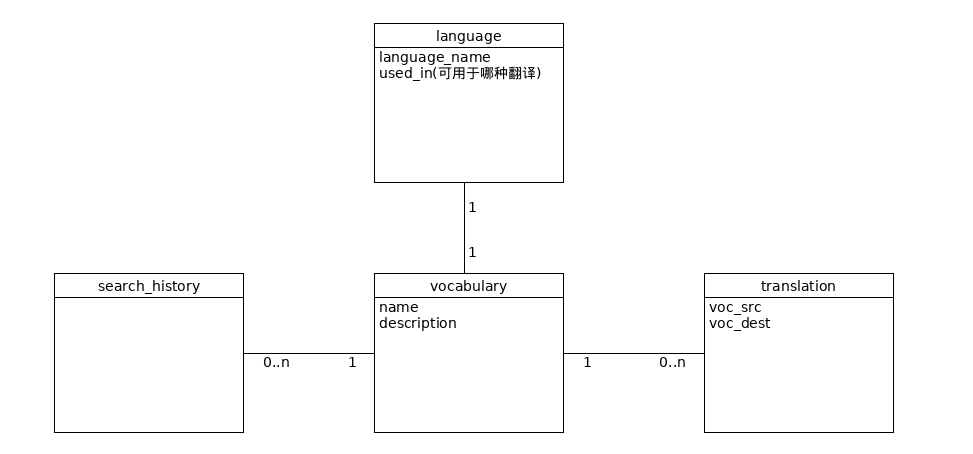 language
language_name
used_in(可用于哪种翻译)
1
1
search_history
vocabulary
name
description
translation
voc_src
voc_dest
0..n
1
1
0..n